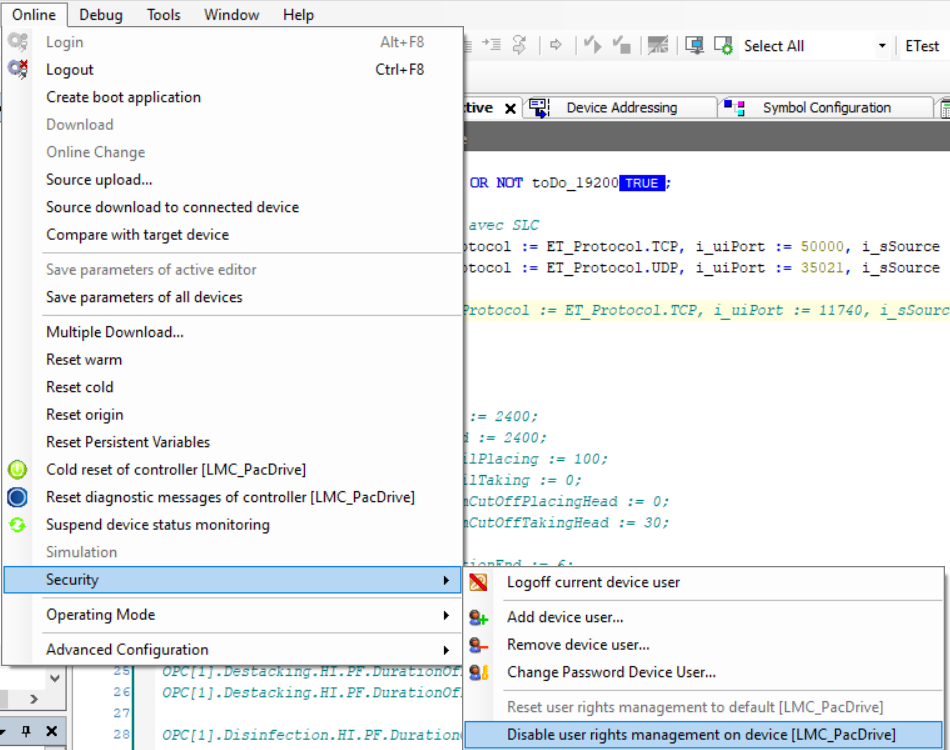 Online Debug Tools Window Help
Login Alt+F8
Logout Ctrl+F8
Select All
ETest
Create boot application
Download
Online Change
Source upload...
Source download to connected device
Compare with target device
Save parameters of active editor
Save parameters of all devices
Multiple Download...
Reset warm
Reset cold
Reset origin
Reset Persistent Variables
Cold reset of controller [LMC_PacDrive]
Reset diagnostic messages of controller [LMC_PacDrive]
Suspend device status monitoring
Simulation
Security
Operating Mode
Advanced Configuration
tive Device Addressing Symbol Configuration
OR NOT toDo_19200 TRUE ;
avec SLC
otocol := ET_Protocol.TCP, i_uiPort := 50000, i_sSource
otocol := ET_Protocol.UDP, i_uiPort := 35021, i_sSource
Protocol := ET_Protocol.TCP, i_uiPort := 11740, i_sSourc
:= 2400;
d := 2400;
ilPlacing := 100;
ilTaking := 0;
mCutOffPlacingHead := 0;
mCutOffTakingHead := 30;
tionEnd := 6;
Logoff current device user
Add device user...
Remove device user...
Change Password Device User...
Reset user rights management to default [LMC_PacDrive]
Disable user rights management on device [LMC_PacDrive]
25 OPC[1].Destacking.HI.PF.DurationOf
26 OPC[1].Destacking.HI.PF.DurationOf
27
28 OPC[1].Disinfection.HI.PF.Duration